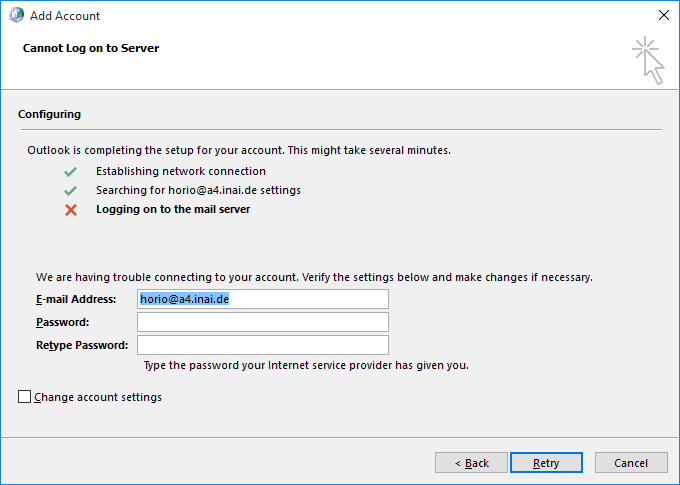 Add Account
Cannot Log on to Server
Configuring
Outlook is completing the setup for your account. This might take several minutes.
Establishing network connection
Searching for horio@a4.inai.de settings
Logging on to the mail server
We are having trouble connecting to your account. Verify the settings below and make changes if necessary.
E-mail Address: horio@a4.inai.de
Password:
Retype Password:
Type the password your Internet service provider has given you.
Change account settings
< Back Retry Cancel